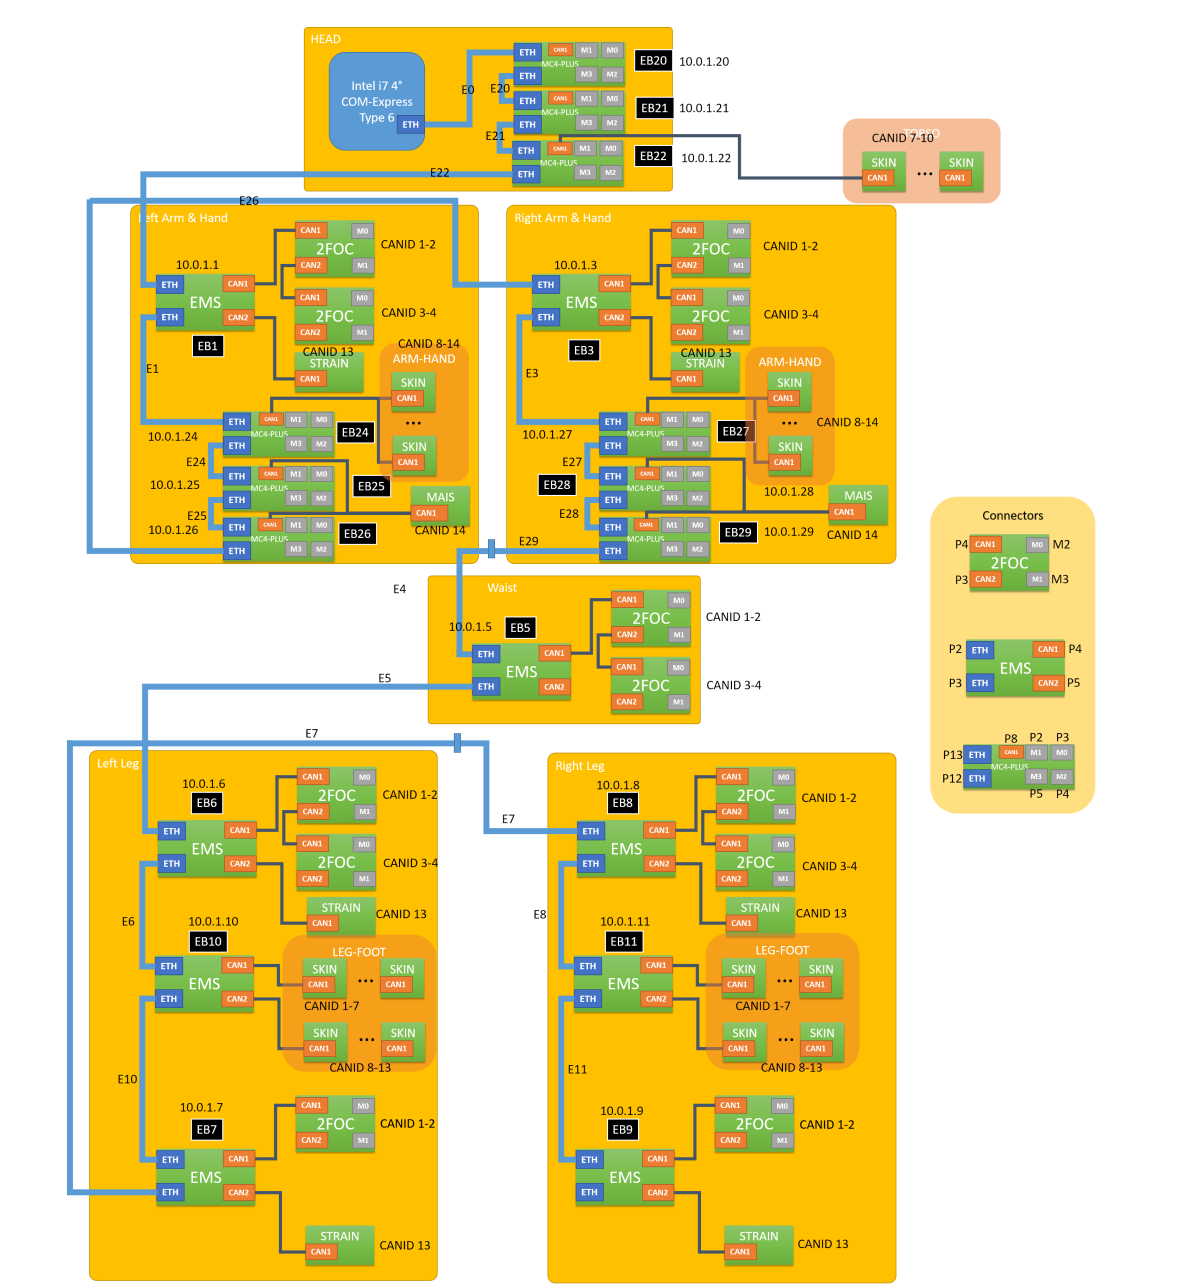 HEAD
Intel i7 4°
COM-Express
Type 6
ETH
E0
E20
E21
E22
ETH
CAN1
M1
M0
MC4-PLUS
ETH
M3
M2
EB20
10.0.1.20
ETH
CAN1
M1
M0
MC4-PLUS
ETH
M3
M2
EB21
10.0.1.21
ETH
CAN1
M1
M0
MC4-PLUS
ETH
M3
M2
EB22
10.0.1.22
TORSO
CANID 7-10
SKIN
CAN1
...
SKIN
CAN1
E26
Left Arm & Hand
10.0.1.1
ETH
CAN1
EMS
ETH
CAN2
EB1
CAN1
M0
2FOC
CAN2
M1
CANID 1-2
CAN1
M0
2FOC
CAN2
M1
CANID 3-4
CANID 13
STRAIN
CAN1
CANID 8-14
ARM-HAND
SKIN
CAN1
...
SKIN
CAN1
E1
10.0.1.24
ETH
CAN1
M1
M0
MC4-PLUS
ETH
M3
M2
EB24
E24
10.0.1.25
ETH
CAN1
M1
M0
MC4-PLUS
ETH
M3
M2
EB25
E25
10.0.1.26
ETH
CAN1
M1
M0
MC4-PLUS
ETH
M3
M2
EB26
MAIS
CAN1
CANID 14
Right Arm & Hand
10.0.1.3
ETH
CAN1
EMS
ETH
CAN2
EB3
CAN1
M0
2FOC
CAN2
M1
CANID 1-2
CAN1
M0
2FOC
CAN2
M1
CANID 3-4
CANID 13
STRAIN
CAN1
ARM-HAND
SKIN
CAN1
...
SKIN
CAN1
CANID 8-14
E3
10.0.1.27
ETH
CAN1
M1
M0
MC4-PLUS
ETH
M3
M2
EB27
E27
EB28
ETH
CAN1
M1
M0
MC4-PLUS
ETH
M3
M2
10.0.1.28
E28
ETH
CAN1
M1
M0
MC4-PLUS
ETH
M3
M2
EB29
10.0.1.29
MAIS
CAN1
CANID 14
E29
E4
Waist
10.0.1.5
EB5
ETH
CAN1
EMS
ETH
CAN2
CAN1
M0
2FOC
CAN2
M1
CANID 1-2
CAN1
M0
2FOC
CAN2
M1
CANID 3-4
E5
E7
Connectors
P4
CAN1
M0
M2
2FOC
P3
CAN2
M1
M3
P2
ETH
CAN1
P4
EMS
P3
ETH
CAN2
P5
P8
P2
P3
P13
ETH
CAN1
M1
M0
MC4-PLUS
P12
ETH
M3
M2
P5
P4
Left Leg
10.0.1.6
EB6
ETH
CAN1
EMS
ETH
CAN2
CAN1
M0
2FOC
CAN2
M1
CANID 1-2
CAN1
M0
2FOC
CAN2
M1
CANID 3-4
STRAIN
CAN1
CANID 13
E6
10.0.1.10
EB10
ETH
CAN1
EMS
ETH
CAN2
LEG-FOOT
SKIN
CAN1
...
SKIN
CAN1
CANID 1-7
SKIN
CAN1
...
SKIN
CAN1
CANID 8-13
E10
10.0.1.7
EB7
ETH
CAN1
EMS
ETH
CAN2
CAN1
M0
2FOC
CAN2
M1
CANID 1-2
STRAIN
CAN1
CANID 13
Right Leg
E7
10.0.1.8
EB8
ETH
CAN1
EMS
ETH
CAN2
CAN1
M0
2FOC
CAN2
M1
CANID 1-2
CAN1
M0
2FOC
CAN2
M1
CANID 3-4
STRAIN
CAN1
CANID 13
E8
10.0.1.11
EB11
ETH
CAN1
EMS
ETH
CAN2
LEG-FOOT
SKIN
CAN1
...
SKIN
CAN1
CANID 1-7
SKIN
CAN1
...
SKIN
CAN1
CANID 8-13
E11
10.0.1.9
EB9
ETH
CAN1
EMS
ETH
CAN2
CAN1
M0
2FOC
CAN2
M1
CANID 1-2
STRAIN
CAN1
CANID 13